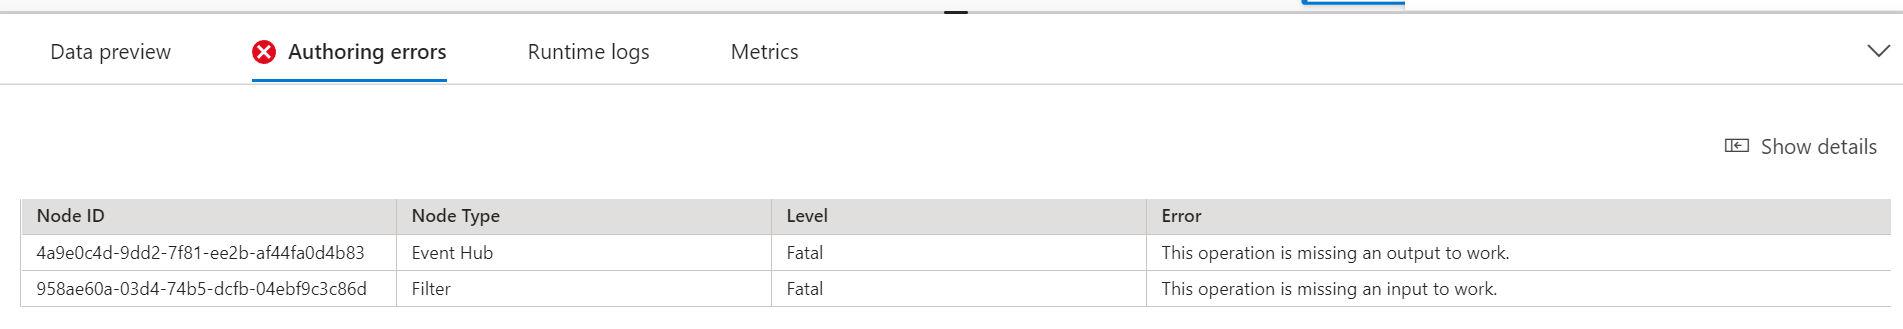 Data preview Authoring errors Runtime logs Metrics
Show details
Node ID Node Type Level Error
4a9e0c4d-9dd2-7f81-ee2b-af44fa0d4b83 Event Hub Fatal This operation is missing an output to work.
958ae60a-03d4-74b5-dcfb-04ebf9c3c86d Filter Fatal This operation is missing an input to work.